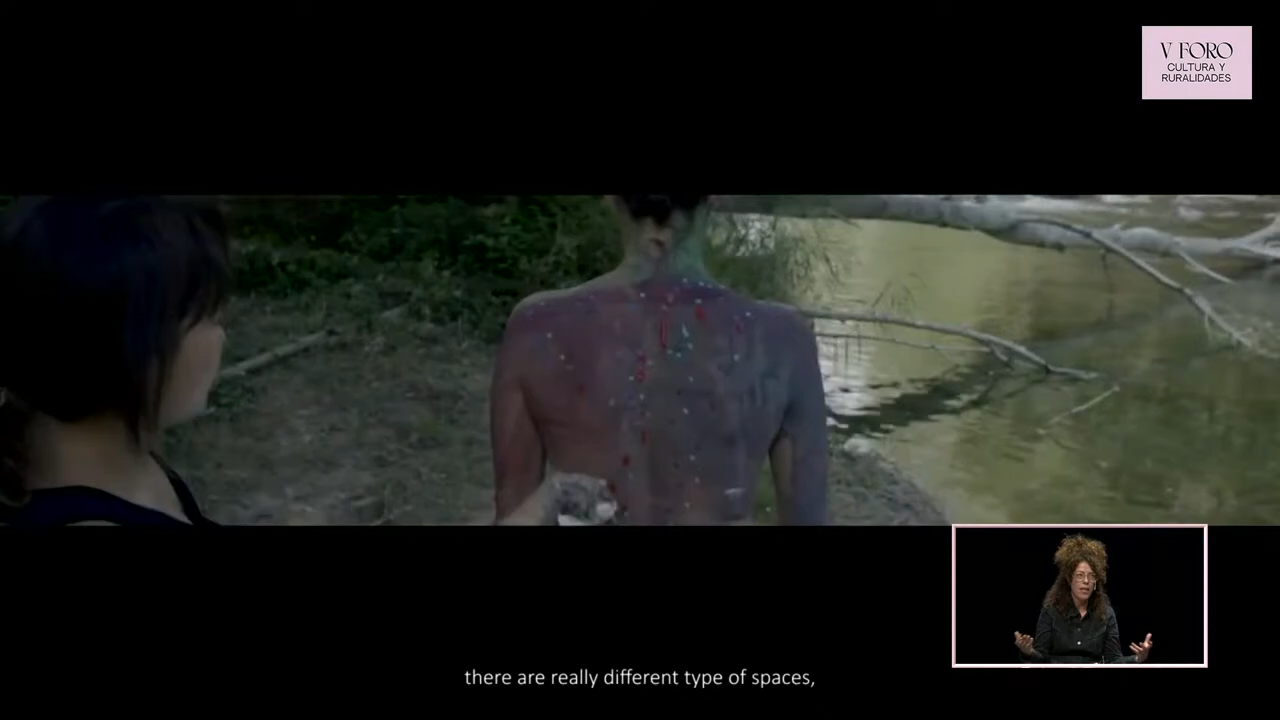 V FORO
CULTURA Y
RURALIDADES
there are really different type of spaces,